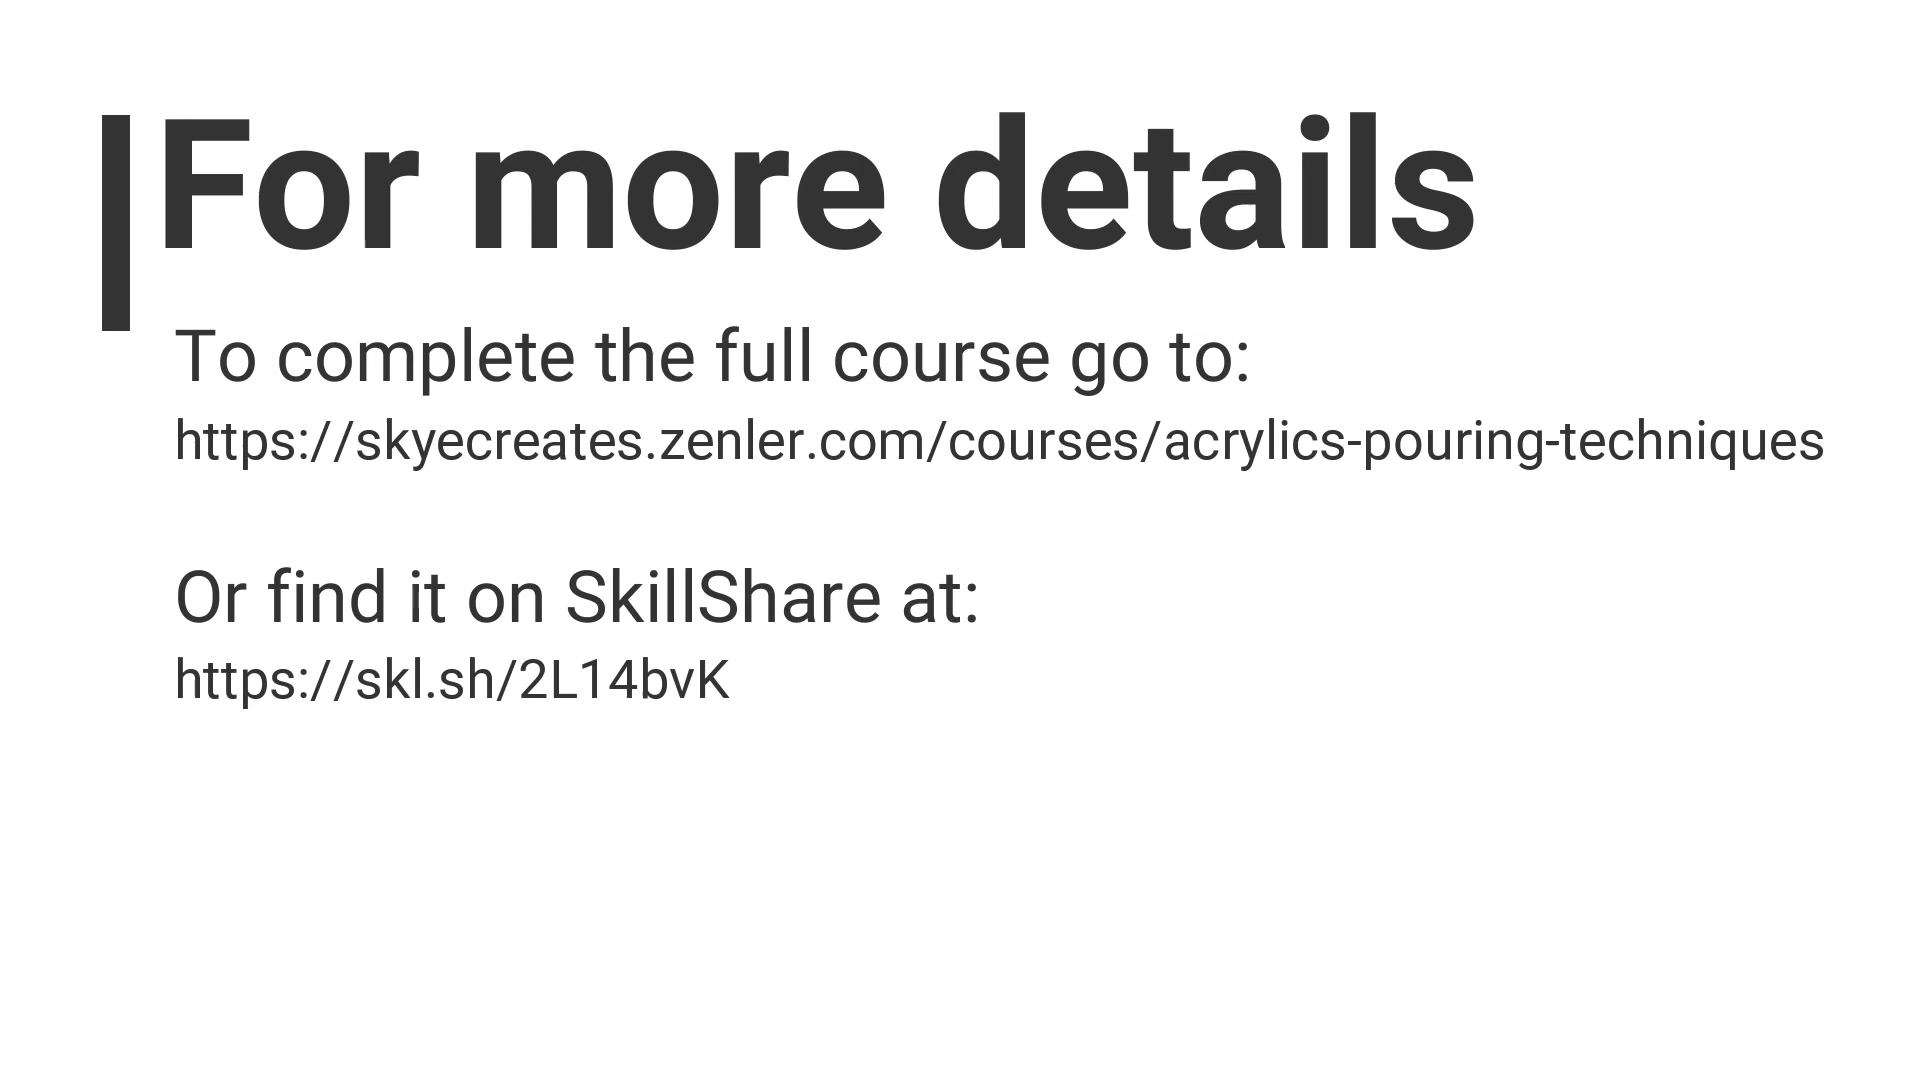 For more details
To complete the full course go to:
https://skyecreates.zenler.com/courses/acrylics-pouring-techniques
Or find it on SkillShare at:
https://skl.sh/2L14bvK